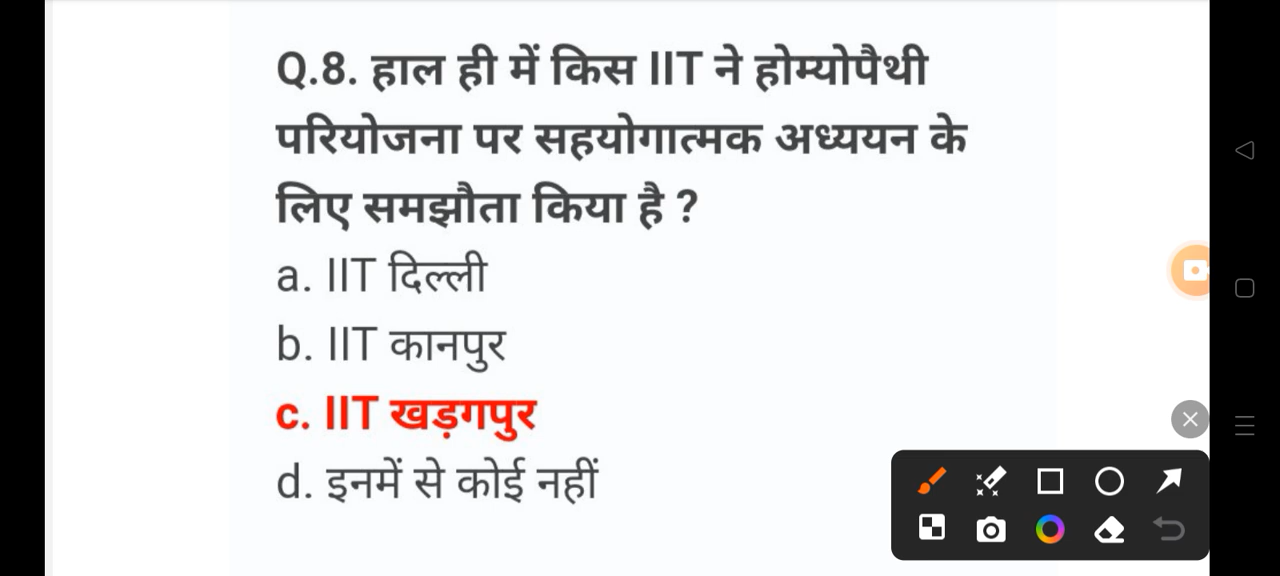 Q.8. हाल ही में किस IIT ने होम्योपैथी
परियोजना पर सहयोगात्मक अध्ययन के
लिए समझौता किया है ?
a. IIT दिल्ली
b. IIT कानपुर
c. IIT खड़गपुर
d. इनमें से कोई नहीं